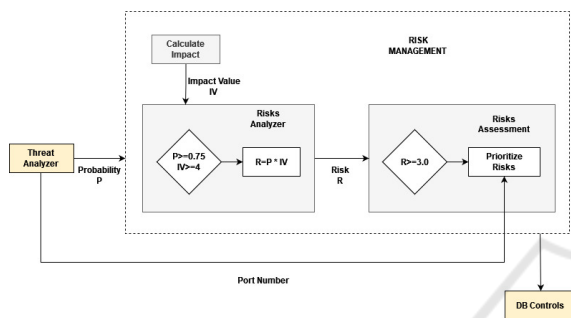 Calculate
Impact
RISK
MANAGEMENT
Impact Value
IV
Risks
Analyzer
Risks
Assessment
Threat
Analyzer
Probability
P
P>=0.75
IV>=4
R=P * IV
Risk
R
R>=3.0
Prioritize
Risks
Port Number
DB Controls